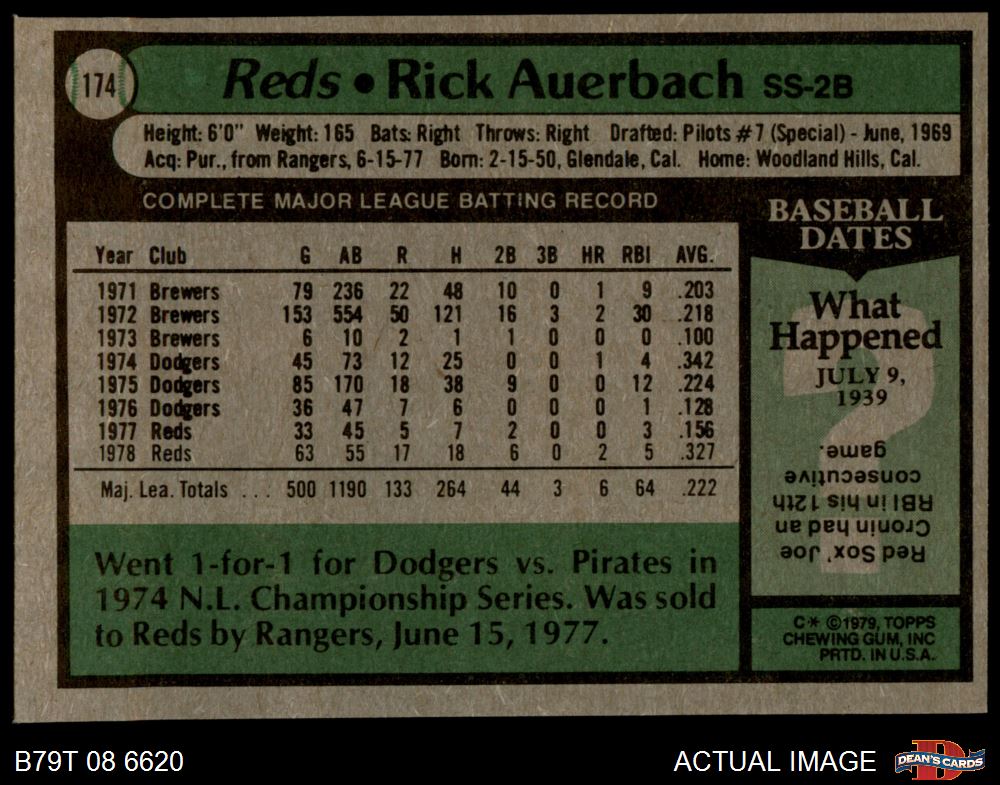 174
Reds • Rick Auerbach SS-2B
Height: 6'0" Weight: 165 Bats: Right Throws: Right Drafted: Pilots #7 (Special) - June, 1969
Acq: Pur., from Rangers, 6-15-77 Born: 2-15-50, Glendale, Cal. Home: Woodland Hills, Cal.
COMPLETE MAJOR LEAGUE BATTING RECORD
Year Club G AB R H 2B 3B HR RBI AVG.
1971 Brewers 79 236 22 48 10 0 1 9 .203
1972 Brewers 153 554 50 121 16 3 2 30 .218
1973 Brewers 6 10 2 1 1 0 0 0 .100
1974 Dodgers 45 73 12 25 0 0 1 4 .342
1975 Dodgers 85 170 18 38 9 0 0 12 .224
1976 Dodgers 36 47 7 6 0 0 0 1 .128
1977 Reds 33 45 5 7 2 0 0 3 .156
1978 Reds 63 55 17 18 6 0 2 5 .327
Maj. Lea. Totals ... 500 1190 133 264 44 3 6 64 .222
Went 1-for-1 for Dodgers vs. Pirates in
1974 N.L. Championship Series. Was sold
to Reds by Rangers, June 15, 1977.
BASEBALL
DATES
What
Happened
JULY 9,
1939
?
Red Sox' Joe
Cronin had an
RBI in his 12th
consecutive
game.
C* ©1979, TOPPS
CHEWING GUM, INC
PRTD. IN U.S.A.
B79T 08 6620
ACTUAL IMAGE
DEAN'S CARDS